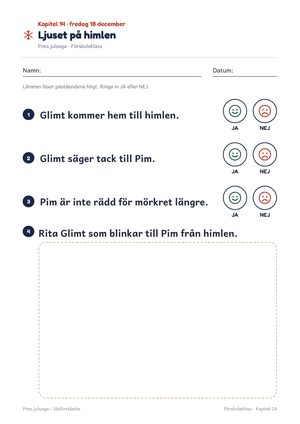 Kapitel 14 · fredag 18 december
Ljuset på himlen
Pims julsaga · Förskoleklass
Namn:
Datum:
Läraren läser påståendena högt. Ringa in JA eller NEJ.
1 Glimt kommer hem till himlen.
JA NEJ
2 Glimt säger tack till Pim.
JA NEJ
3 Pim är inte rädd för mörkret längre.
JA NEJ
4 Rita Glimt som blinkar till Pim från himlen.
Pims julsaga – läsförståelse
Förskoleklass · Kapitel 14